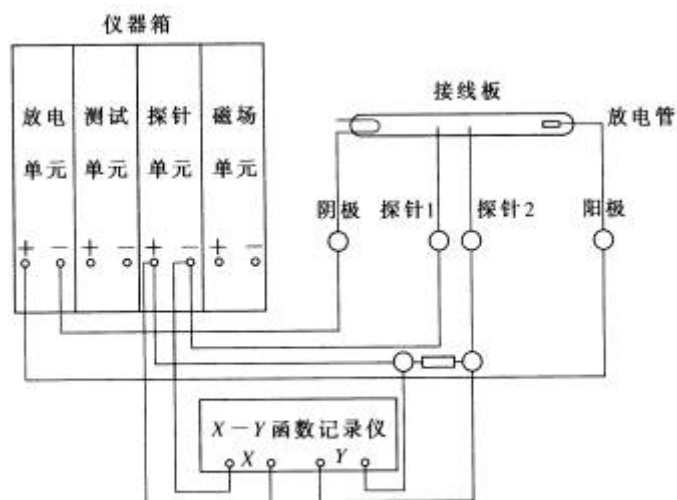 仪器箱
放电 测试 探针 磁场
单元 单元 单元 单元
+ − + − + − + −
接线板
放电管
阴极 探针1 探针2 阳极
X−Y函数记录仪
X Y